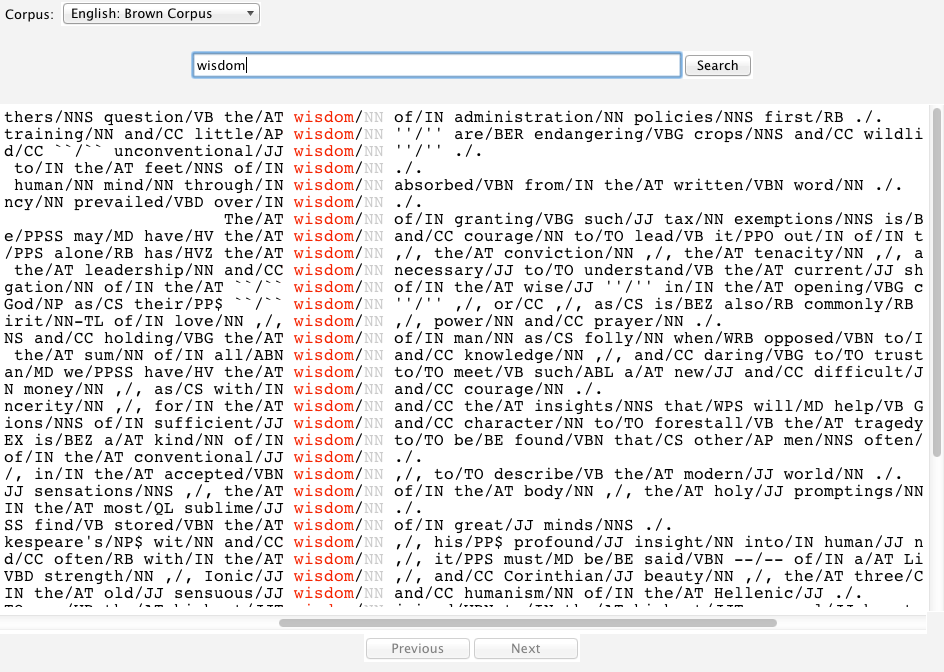 Corpus: English: Brown Corpus
wisdom Search
thers/NNS question/VB the/AT wisdom/NN of/IN administration/NN policies/NNS first/RB ./.
training/NN and/CC little/AP wisdom/NN ''/'' are/BER endangering/VBG crops/NNS and/CC wildli
d/CC ``/`` unconventional/JJ wisdom/NN ''/'' ./.
to/IN the/AT feet/NNS of/IN wisdom/NN ./.
human/NN mind/NN through/IN wisdom/NN absorbed/VBN from/IN the/AT written/VBN word/NN ./.
ncy/NN prevailed/VBD over/IN wisdom/NN ./.
The/AT wisdom/NN of/IN granting/VBG such/JJ tax/NN exemptions/NNS is/B
e/PPSS may/MD have/HV the/AT wisdom/NN and/CC courage/NN to/TO lead/VB it/PPO out/IN of/IN t
/PPS alone/RB has/HVZ the/AT wisdom/NN ,/, the/AT conviction/NN ,/, the/AT tenacity/NN ,/, a
the/AT leadership/NN and/CC wisdom/NN necessary/JJ to/TO understand/VB the/AT current/JJ sh
gation/NN of/IN the/AT ``/`` wisdom/NN of/IN the/AT wise/JJ ''/'' in/IN the/AT opening/VBG c
God/NP as/CS their/PP$ ``/`` wisdom/NN ''/'' ,/, or/CC ,/, as/CS is/BEZ also/RB commonly/RB
irit/NN-TL of/IN love/NN ,/, wisdom/NN ,/, power/NN and/CC prayer/NN ./.
NS and/CC holding/VBG the/AT wisdom/NN of/IN man/NN as/CS folly/NN when/WRB opposed/VBN to/I
the/AT sum/NN of/IN all/ABN wisdom/NN and/CC knowledge/NN ,/, and/CC daring/VBG to/TO trust
an/MD we/PPSS have/HV the/AT wisdom/NN to/TO meet/VB such/ABL a/AT new/JJ and/CC difficult/J
N money/NN ,/, as/CS with/IN wisdom/NN and/CC courage/NN ./.
ncerity/NN ,/, for/IN the/AT wisdom/NN and/CC the/AT insights/NNS that/WPS will/MD help/VB G
ions/NNS of/IN sufficient/JJ wisdom/NN and/CC character/NN to/TO forestall/VB the/AT tragedy
EX is/BEZ a/AT kind/NN of/IN wisdom/NN to/TO be/BE found/VBN that/CS other/AP men/NNS often/
of/IN the/AT conventional/JJ wisdom/NN ./.
/, in/IN the/AT accepted/VBN wisdom/NN ,/, to/TO describe/VB the/AT modern/JJ world/NN ./.
JJ sensations/NNS ,/, the/AT wisdom/NN of/IN the/AT body/NN ,/, the/AT holy/JJ promptings/NN
IN the/AT most/QL sublime/JJ wisdom/NN ./.
SS find/VB stored/VBN the/AT wisdom/NN of/IN great/JJ minds/NNS ./.
kespeare's/NP$ wit/NN and/CC wisdom/NN ,/, his/PP$ profound/JJ insight/NN into/IN human/JJ n
d/CC often/RB with/IN the/AT wisdom/NN ,/, it/PPS must/MD be/BE said/VBN --/-- of/IN a/AT Li
VBD strength/NN ,/, Ionic/JJ wisdom/NN ,/, and/CC Corinthian/JJ beauty/NN ,/, the/AT three/C
IN the/AT old/JJ sensuous/JJ wisdom/NN and/CC humanism/NN of/IN the/AT Hellenic/JJ ./.
Previous Next